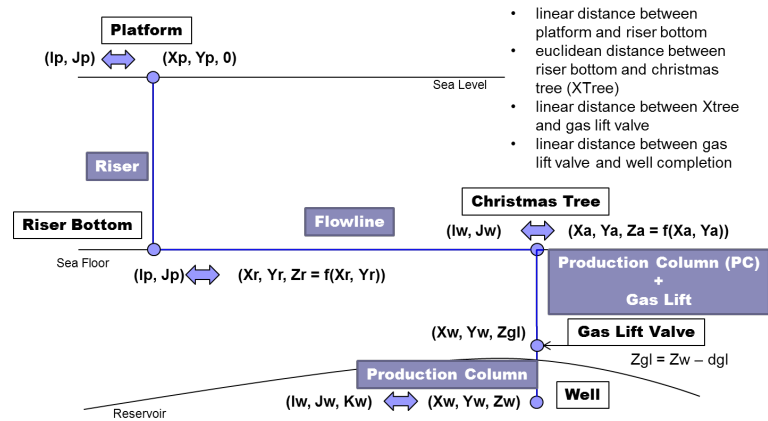 • linear distance between
platform and riser bottom
• euclidean distance between
riser bottom and christmas
tree (XTree)
• linear distance between Xtree
and gas lift valve
• linear distance between gas
lift valve and well completion
Platform
(Ip, Jp) (Xp, Yp, 0)
Sea Level
Riser
Riser Bottom
Flowline
Christmas Tree
(Iw, Jw) (Xa, Ya, Za = f(Xa, Ya))
Sea Floor
(Ip, Jp) (Xr, Yr, Zr = f(Xr, Yr))
Production Column (PC)
+
Gas Lift
(Xw, Yw, Zgl)
Gas Lift Valve
Zgl = Zw – dgl
Production Column
(Iw, Jw, Kw) (Xw, Yw, Zw)
Well
Reservoir